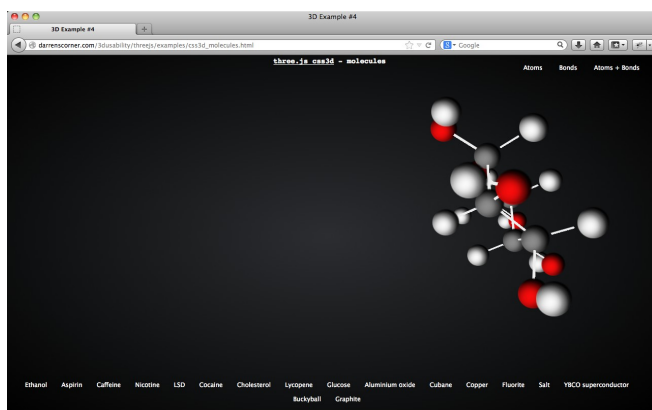 3D Example #4
3D Example #4
darrenscorner.com/3dusability/threejs/examples/css3d_molecules.html
Google
three.js css3d - molecules
Atoms Bonds Atoms + Bonds
Ethanol Aspirin Caffeine Nicotine LSD Cocaine Cholesterol Lycopene Glucose Aluminium oxide Cubane Copper Fluorite Salt YBCO superconductor
Buckyball Graphite